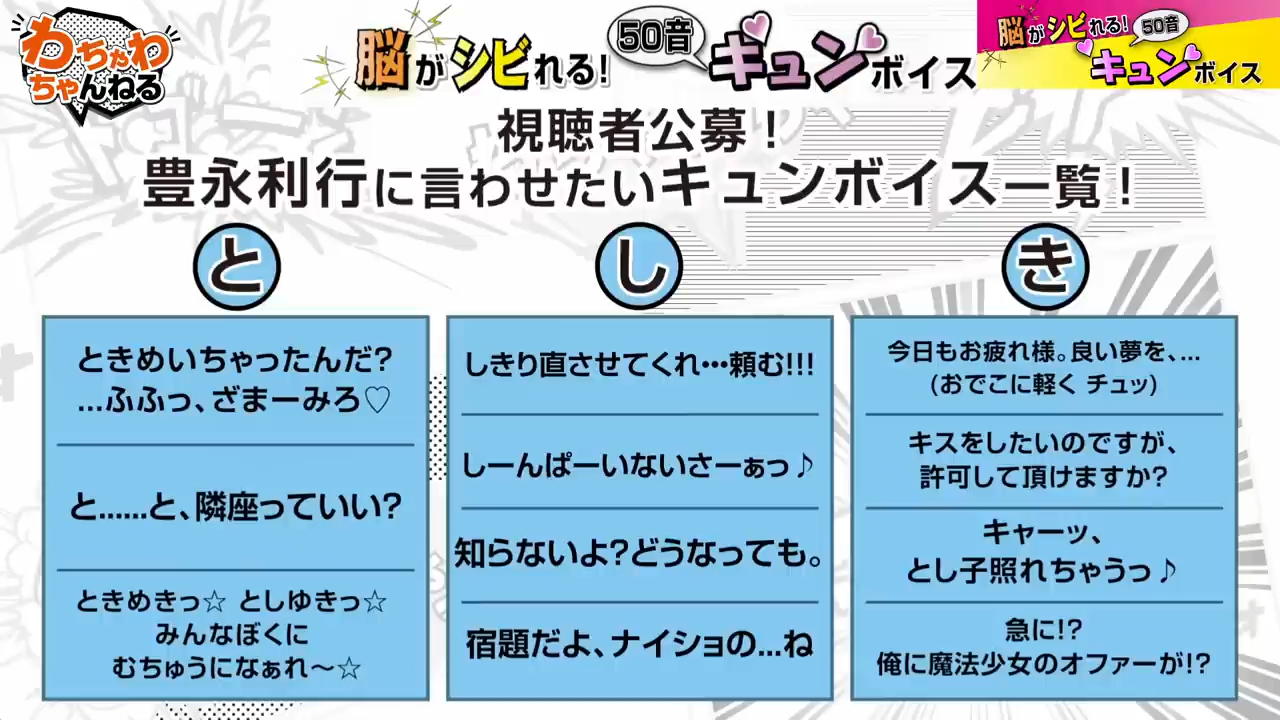 わちゃわ
ちゃんねる
脳がシビれる!50音キュンボイス
脳がシビれる!50音
キュンボイス
視聴者公募!
豊永利行に言わせたいキュンボイス一覧!
と
ときめいちゃったんだ?
…ふふっ、ざまーみろ♡
と……と、隣座っていい?
ときめきっ☆ としゆきっ☆
みんなぼくに
むちゅうになぁれ～☆
し
しきり直させてくれ…頼む!!!
しーんぱーいないさーぁっ♪
知らないよ?どうなっても。
宿題だよ、ナイショの…ね
き
今日もお疲れ様。良い夢を、…
(おでこに軽く チュッ)
キスをしたいのですが、
許可して頂けますか?
キャーッ、
とし子照れちゃうっ♪
急に!?
俺に魔法少女のオファーが!?